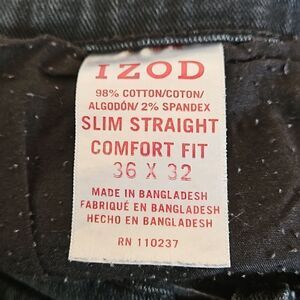 IZOD
98% COTTON/COTON/
ALGODÓN/ 2% SPANDEX
SLIM STRAIGHT
COMFORT FIT
36 X 32
MADE IN BANGLADESH
FABRIQUÉ EN BANGLADESH
HECHO EN BANGLADESH
RN 110237